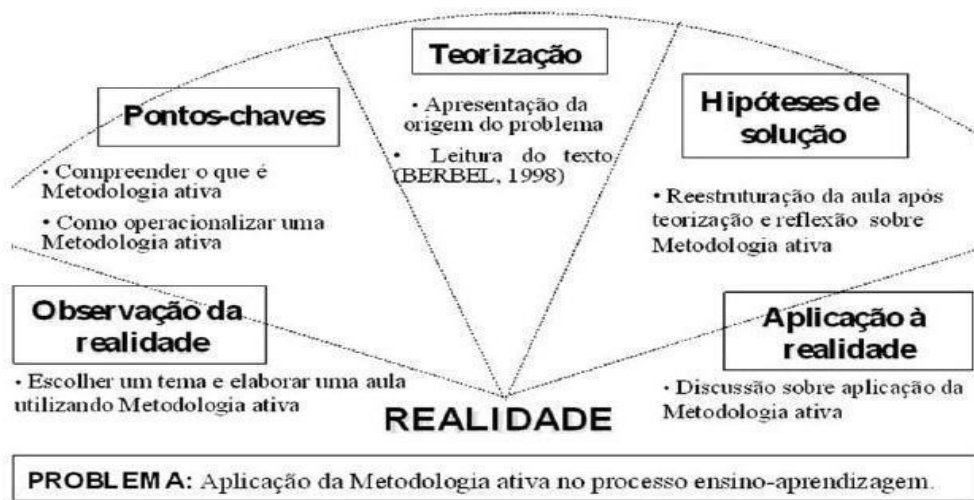 Teorização
• Apresentação da
origem do problema
• Leitura do texto
(BERBEL, 1998)
Pontos-chaves
• Compreender o que é
Metodologia ativa
• Como operacionalizar uma
Metodologia ativa
Hipóteses de
solução
• Reestruturação da aula após
teorização e reflexão sobre
Metodologia ativa
Observação da
realidade
• Escolher um tema e elaborar uma aula
utilizando Metodologia ativa
Aplicação à
realidade
• Discussão sobre aplicação da
Metodologia ativa
REALIDADE
PROBLEMA: Aplicação da Metodologia ativa no processo ensino-aprendizagem.